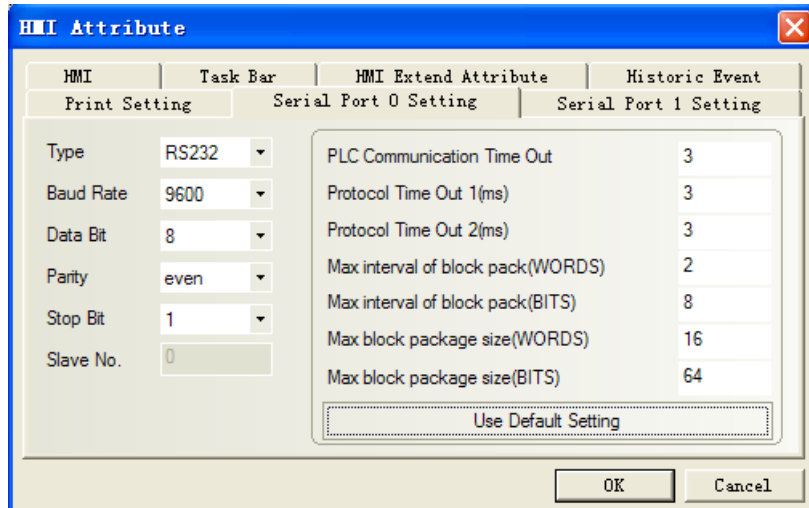 HMI Attribute
HMI Task Bar HMI Extend Attribute Historic Event
Print Setting Serial Port 0 Setting Serial Port 1 Setting
Type RS232
Baud Rate 9600
Data Bit 8
Parity even
Stop Bit 1
Slave No. 0
PLC Communication Time Out 3
Protocol Time Out 1(ms) 3
Protocol Time Out 2(ms) 3
Max interval of block pack(WORDS) 2
Max interval of block pack(BITS) 8
Max block package size(WORDS) 16
Max block package size(BITS) 64
Use Default Setting
OK Cancel